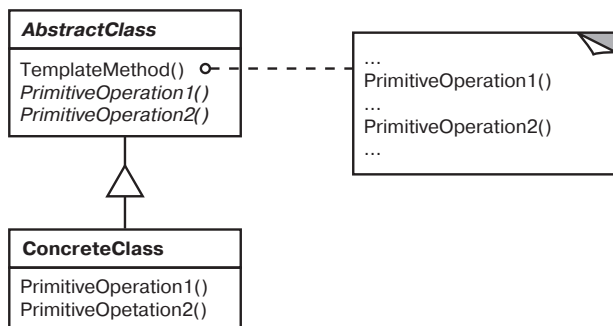 AbstractClass
TemplateMethod()
PrimitiveOperation1()
PrimitiveOperation2()
...
PrimitiveOperation1()
...
PrimitiveOperation2()
...
ConcreteClass
PrimitiveOperation1()
PrimitiveOpetation2()